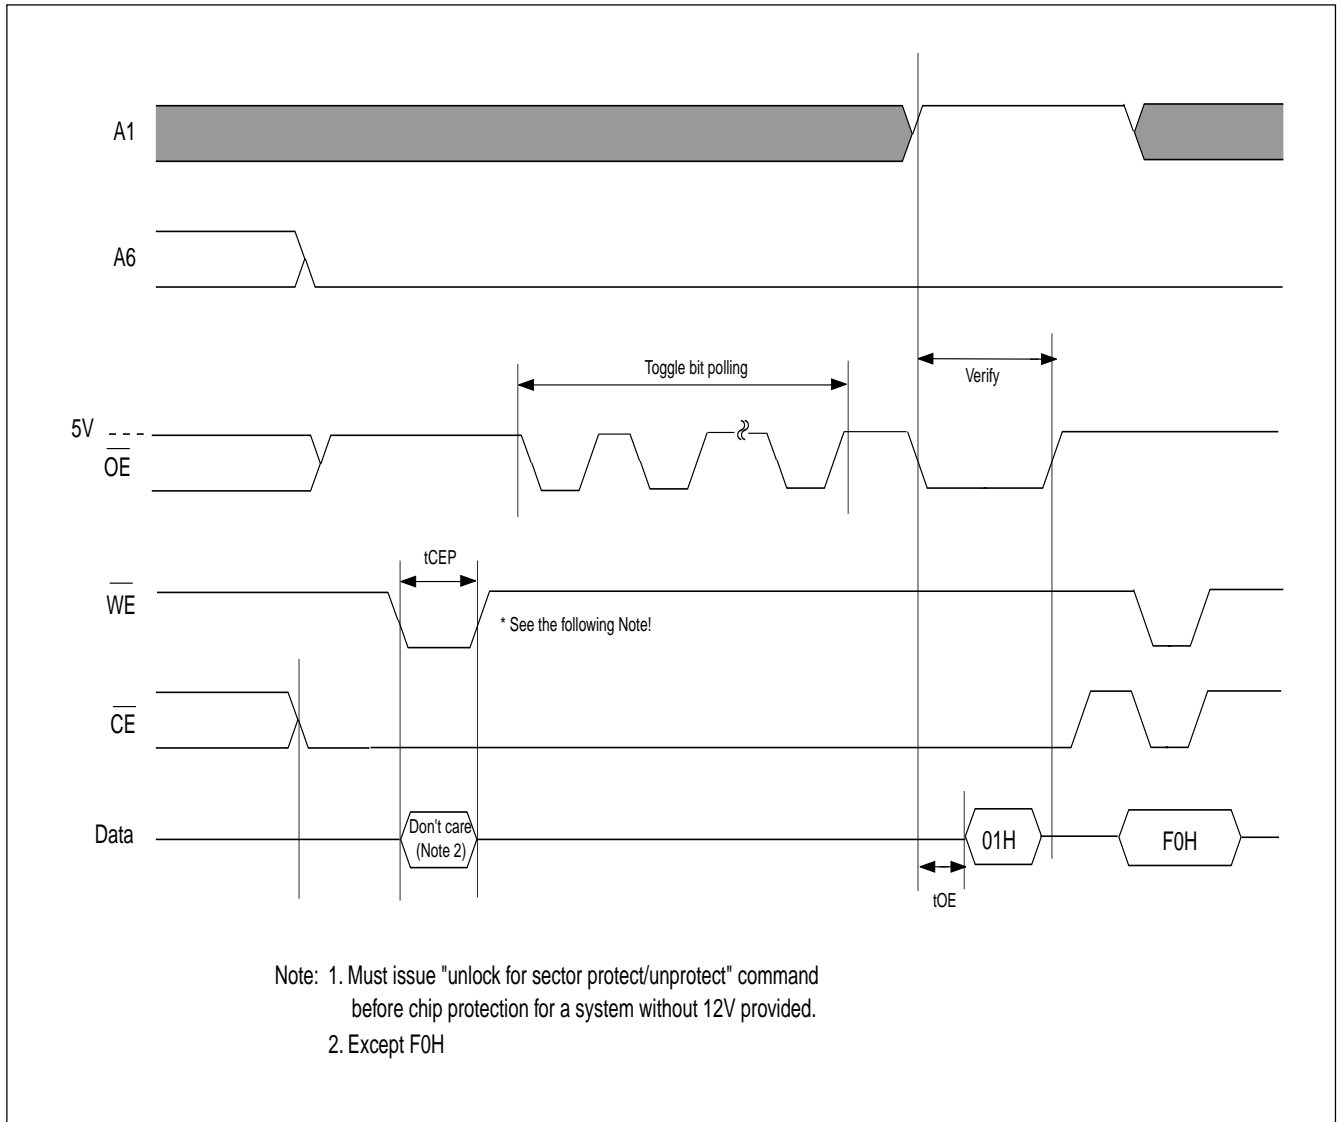 A1
A6
Toggle bit polling
Verify
5V
OE
tCEP
WE
* See the following Note!
CE
Data
Don't care
(Note 2)
01H
F0H
tOE
Note: 1. Must issue "unlock for sector protect/unprotect" command
before chip protection for a system without 12V provided.
2. Except F0H